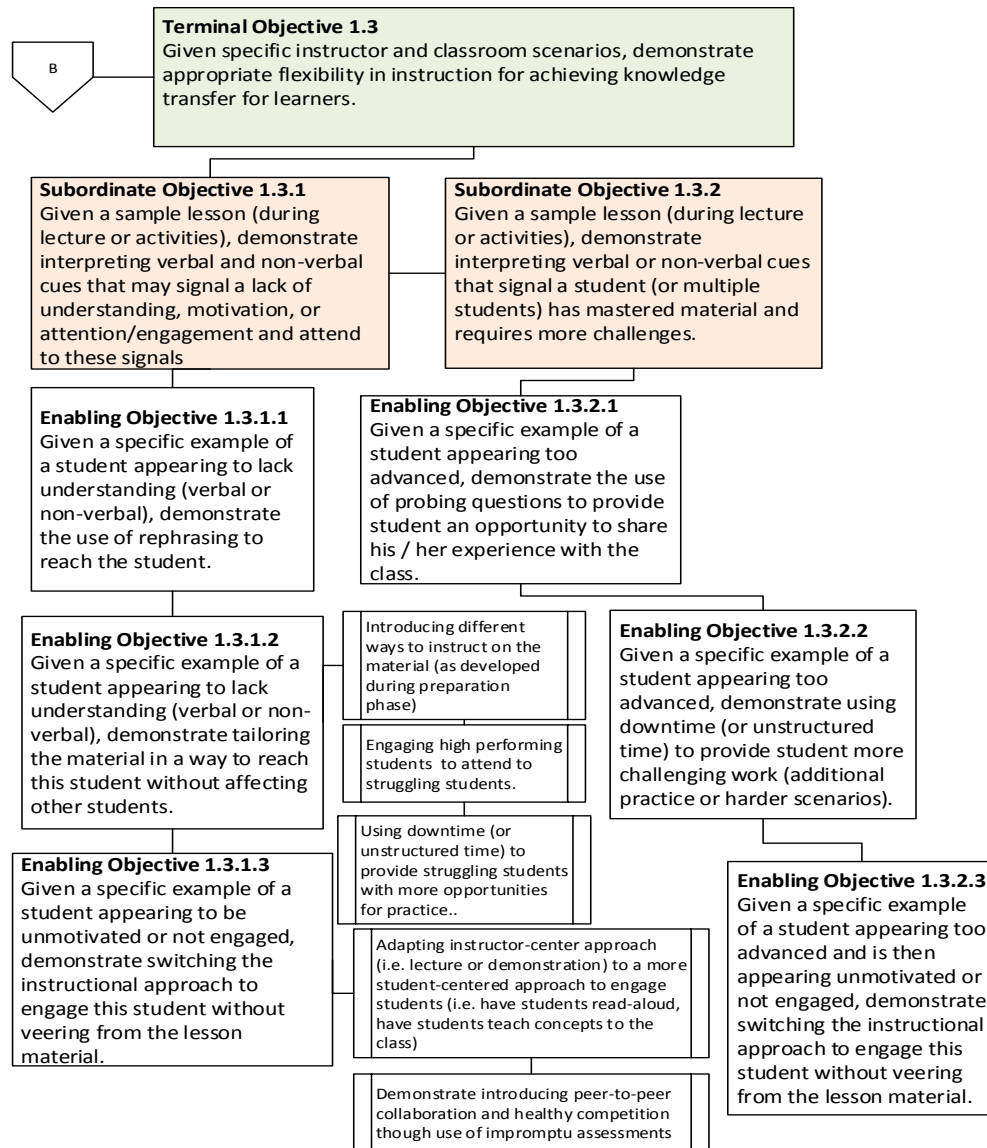 Terminal Objective 1.3
Given specific instructor and classroom scenarios, demonstrate
appropriate flexibility in instruction for achieving knowledge
transfer for learners.
B
Subordinate Objective 1.3.1
Given a sample lesson (during
lecture or activities), demonstrate
interpreting verbal and non-verbal
cues that may signal a lack of
understanding, motivation, or
attention/engagement and attend
to these signals
Subordinate Objective 1.3.2
Given a sample lesson (during lecture
or activities), demonstrate
interpreting verbal or non-verbal cues
that signal a student (or multiple
students) has mastered material and
requires more challenges.
Enabling Objective 1.3.1.1
Given a specific example of
a student appearing to lack
understanding (verbal or
non-verbal), demonstrate
the use of rephrasing to
reach the student.
Enabling Objective 1.3.2.1
Given a specific example of a
student appearing too
advanced, demonstrate the use
of probing questions to provide
student an opportunity to share
his / her experience with the
class.
Enabling Objective 1.3.1.2
Given a specific example of a
student appearing to lack
understanding (verbal or non-
verbal), demonstrate tailoring
the material in a way to reach
this student without affecting
other students.
Introducing different
ways to instruct on the
material (as developed
during preparation
phase)
Engaging high performing
students to attend to
struggling students.
Using downtime (or
unstructured time) to
provide struggling students
with more opportunities
for practice..
Enabling Objective 1.3.2.2
Given a specific example of a
student appearing too
advanced, demonstrate using
downtime (or unstructured
time) to provide student more
challenging work (additional
practice or harder scenarios).
Enabling Objective 1.3.1.3
Given a specific example of a
student appearing to be
unmotivated or not engaged,
demonstrate switching the
instructional approach to
engage this student without
veering from the lesson
material.
Adapting instructor-center approach
(i.e. lecture or demonstration) to a more
student-centered approach to engage
students (i.e. have students read-aloud,
have students teach concepts to the
class)
Demonstrate introducing peer-to-peer
collaboration and healthy competition
though use of impromptu assessments
Enabling Objective 1.3.2.3
Given a specific example
of a student appearing too
advanced and is then
appearing unmotivated or
not engaged, demonstrate
switching the instructional
approach to engage this
student without veering
from the lesson material.